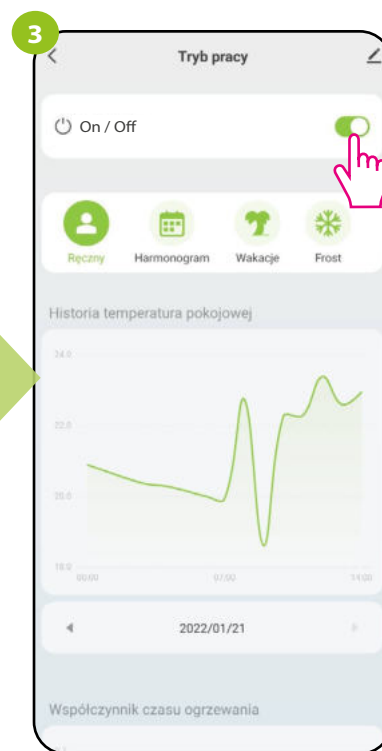 3
Tryb pracy
On / Off
Ręczny Harmonogram Wakacje Frost
Historia temperatura pokojowej
24.0
22.0
20.0
18.0
00:00 07:00 14:00
2022/01/21
Współczynnik czasu ogrzewania